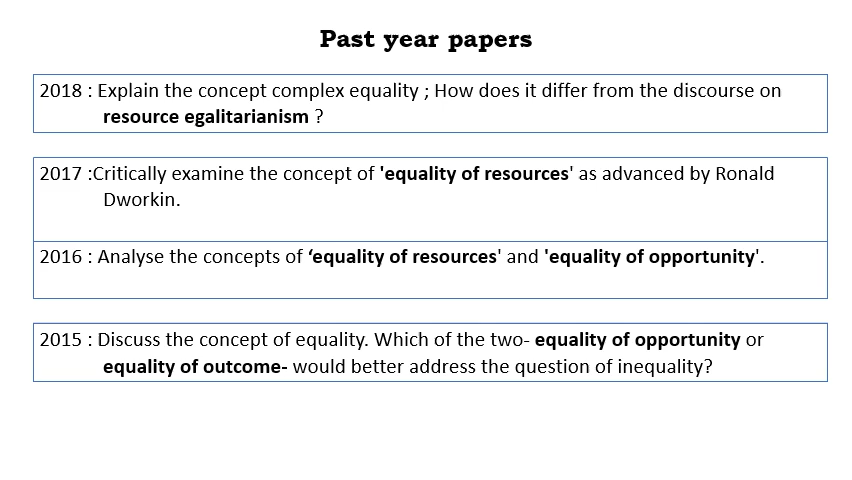 Past year papers
2018 : Explain the concept complex equality ; How does it differ from the discourse on
resource egalitarianism ?
2017 :Critically examine the concept of 'equality of resources' as advanced by Ronald
Dworkin.
2016 : Analyse the concepts of ‘equality of resources' and 'equality of opportunity'.
2015 : Discuss the concept of equality. Which of the two- equality of opportunity or
equality of outcome- would better address the question of inequality?